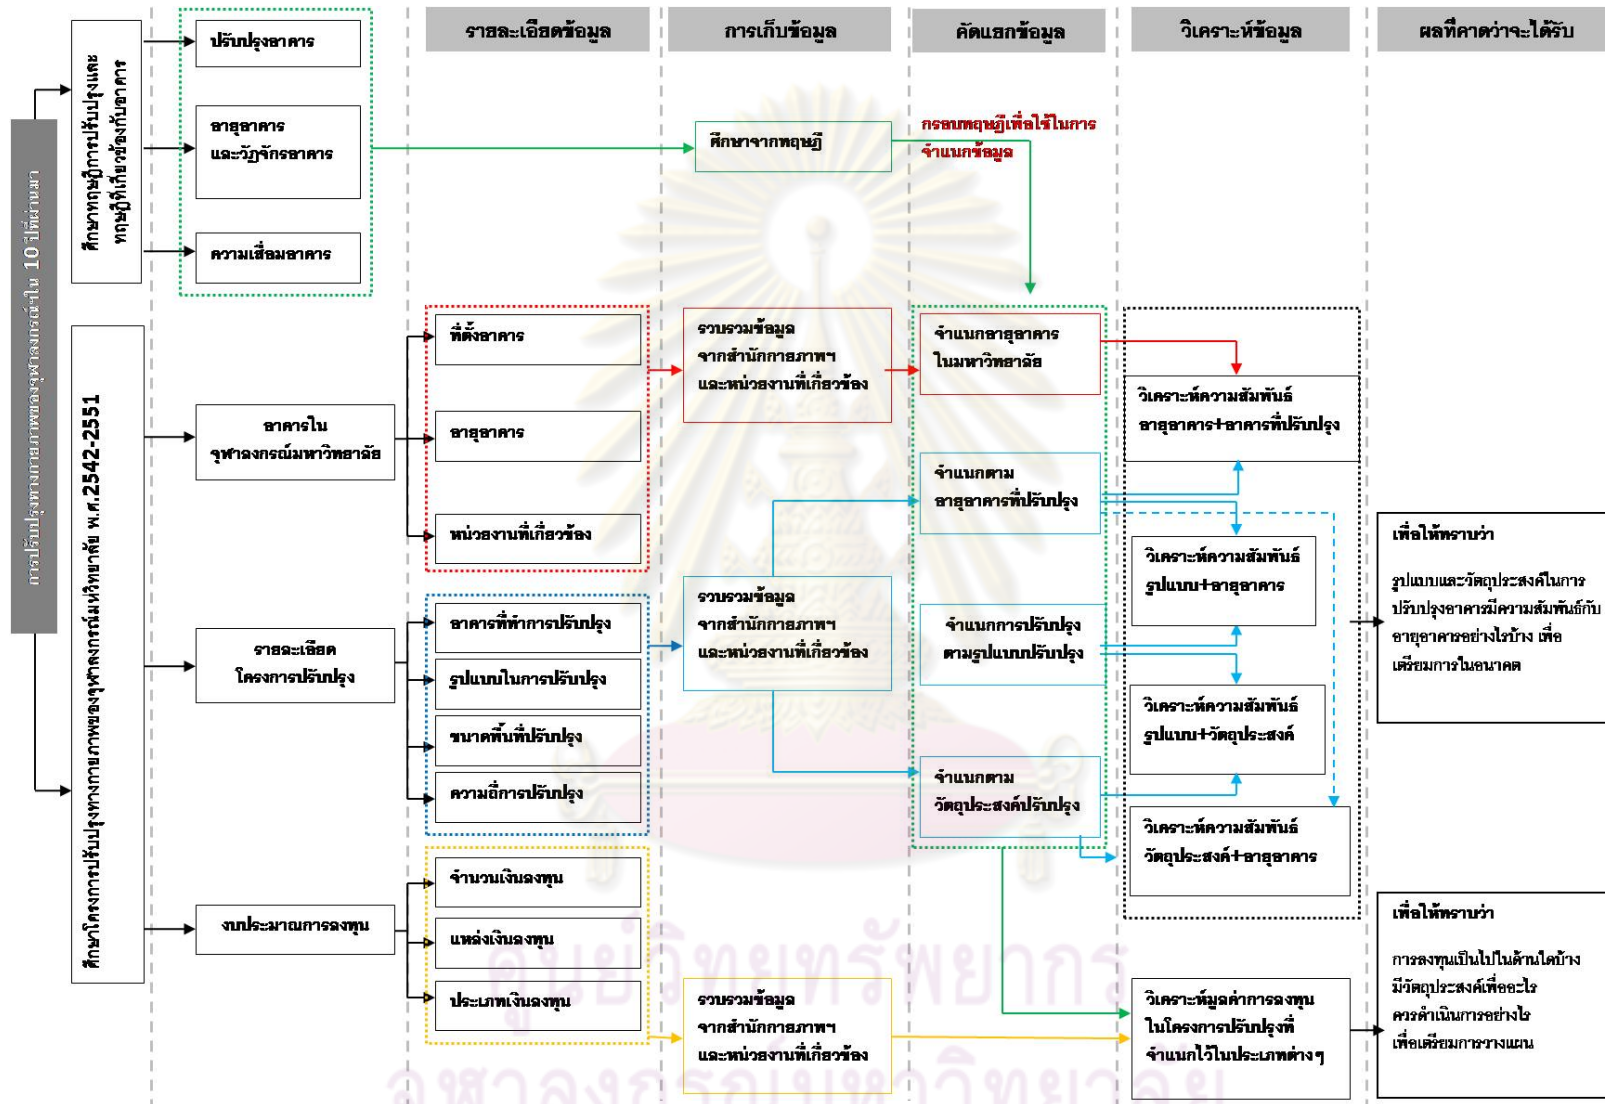 รายละเอียดข้อมูล
การเก็บข้อมูล
คัดแยกข้อมูล
วิเคราะห์ข้อมูล
ผลที่คาดว่าจะได้รับ
การปรับปรุงทางกายภาพของจุฬาลงกรณ์ฯใน 10 ปีที่ผ่านมา
ศึกษาทฤษฎีการปรับปรุงและ
ทฤษฎีที่เกี่ยวข้องกับอาคาร
ปรับปรุงอาคาร
อายุอาคาร
และวัฏจักรอาคาร
ความเสื่อมอาคาร
ศึกษาจากทฤษฎี
กรอบทฤษฎีเพื่อใช้ในการ
จำแนกข้อมูล
ศึกษาโครงการปรับปรุงทางกายภาพของจุฬาลงกรณ์มหาวิทยาลัย พ.ศ.2542-2551
อาคารใน
จุฬาลงกรณ์มหาวิทยาลัย
ที่ตั้งอาคาร
อายุอาคาร
หน่วยงานที่เกี่ยวข้อง
รวบรวมข้อมูล
จากสำนักกายภาพฯ
และหน่วยงานที่เกี่ยวข้อง
จำแนกอายุอาคาร
ในมหาวิทยาลัย
วิเคราะห์ความสัมพันธ์
อายุอาคาร+อาคารที่ปรับปรุง
รายละเอียด
โครงการปรับปรุง
อาคารที่ทำการปรับปรุง
รูปแบบในการปรับปรุง
ขนาดพื้นที่ปรับปรุง
ความถี่การปรับปรุง
รวบรวมข้อมูล
จากสำนักกายภาพฯ
และหน่วยงานที่เกี่ยวข้อง
จำแนกตาม
อายุอาคารที่ปรับปรุง
จำแนกการปรับปรุง
ตามรูปแบบปรับปรุง
จำแนกตาม
วัตถุประสงค์ปรับปรุง
วิเคราะห์ความสัมพันธ์
รูปแบบ+อายุอาคาร
วิเคราะห์ความสัมพันธ์
รูปแบบ+วัตถุประสงค์
วิเคราะห์ความสัมพันธ์
วัตถุประสงค์+อายุอาคาร
เพื่อให้ทราบว่า
รูปแบบและวัตถุประสงค์ในการ
ปรับปรุงอาคารมีความสัมพันธ์กับ
อายุอาคารอย่างไรบ้าง เพื่อ
เตรียมการในอนาคต
งบประมาณการลงทุน
จำนวนเงินลงทุน
แหล่งเงินลงทุน
ประเภทเงินลงทุน
รวบรวมข้อมูล
จากสำนักกายภาพฯ
และหน่วยงานที่เกี่ยวข้อง
วิเคราะห์มูลค่าการลงทุน
ในโครงการปรับปรุงที่
จำแนกไว้ในประเภทต่างๆ
เพื่อให้ทราบว่า
การลงทุนเป็นไปในด้านใดบ้าง
มีวัตถุประสงค์เพื่ออะไร
ควรดำเนินการอย่างไร
เพื่อเตรียมการวางแผน
ศูนย์วิทยทรัพยากร
จุฬาลงกรณ์มหาวิทยาลัย